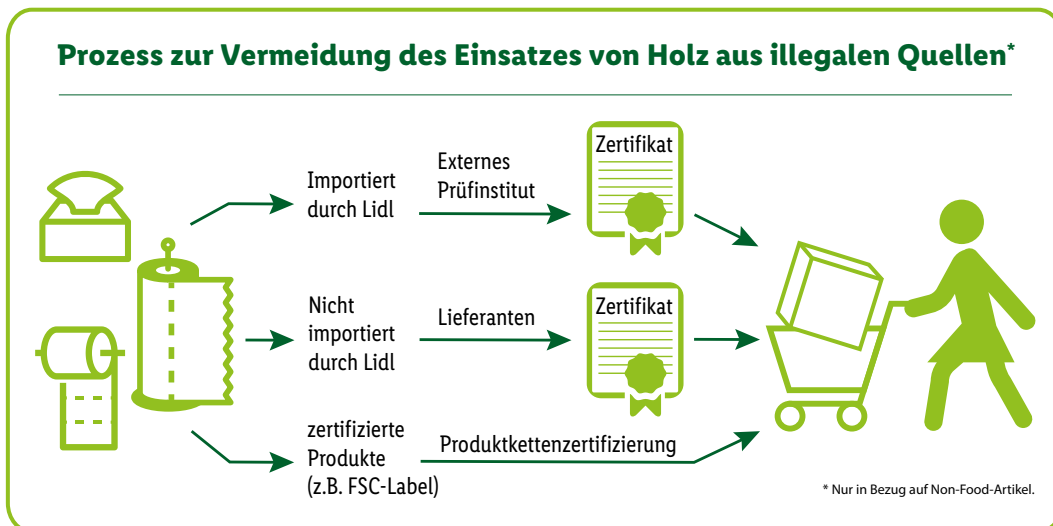 Prozess zur Vermeidung des Einsatzes von Holz aus illegalen Quellen*
Importiert
durch Lidl
Externes
Prüfinstitut
Zertifikat
Nicht
importiert
durch Lidl
Lieferanten
Zertifikat
zertifizierte
Produkte
(z.B. FSC-Label)
Produktkettenzertifizierung
* Nur in Bezug auf Non-Food-Artikel.